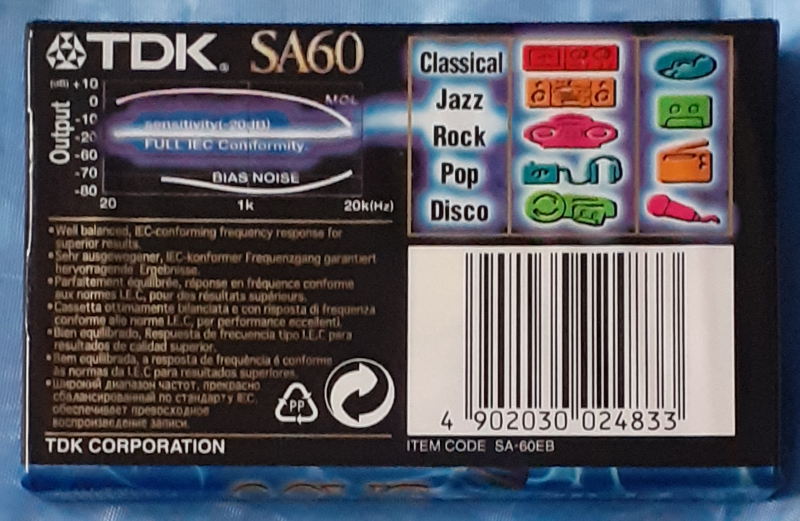 TDK® SA60
(dB) +10
0
-10
-20
-60
-70
-80
Output
MOL
sensitivity(-20dB)
FULL IEC Comformity.
BIAS NOISE
20 1k 20k(Hz)
Classical
Jazz
Rock
Pop
Disco
•Well balanced, IEC-conforming frequency response for
superior results.
•Sehr ausgewogener, IEC-konformer Frequenzgang garantiert
hervorragende Ergebnisse.
•Parfaitement équilibrée, réponse en fréquence conforme
aux normes I.E.C, pour des résultats supérieurs.
•Cassetta ottimamente bilanciata e con risposta di frequenza
conforme alle norme I.E.C, per performance eccellenti.
•Bien equilibrado, Respuesta de frecuencia tipo I.E.C para
resultados de calidad superior.
•Bem equilibrada, a resposta de frequência é conforme
às normas da I.E.C para resultados superiores.
•широкий диапазон частот, прекрасно
сбалансированный по стандарту IEC,
обеспечивает превосходное
воспроизведение записи.
PP
TDK CORPORATION
4 902030 024833
ITEM CODE SA-60EB